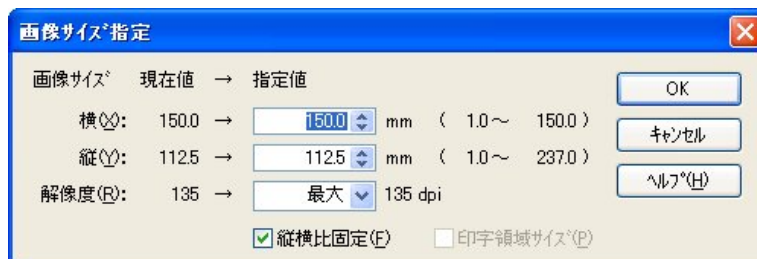 画像サイズ指定
画像サイズ 現在値 → 指定値
横(X): 150.0 → 150.0 mm ( 1.0～ 150.0 )
縦(Y): 112.5 → 112.5 mm ( 1.0～ 237.0 )
解像度(R): 135 → 最大 135 dpi
縦横比固定(F) 印字領域サイズ(P)
OK
キャンセル
ヘルプ(H)